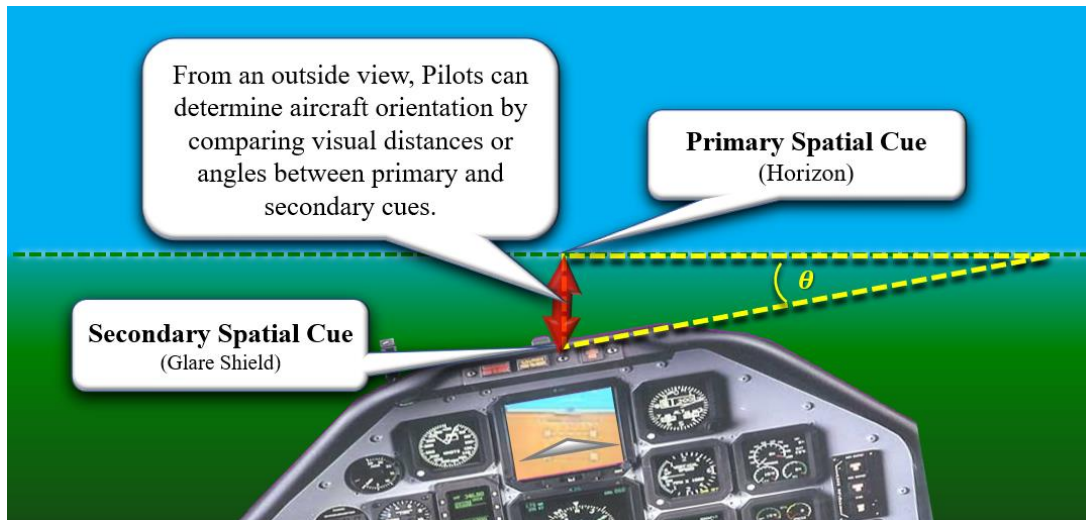 From an outside view, Pilots can
determine aircraft orientation by
comparing visual distances or
angles between primary and
secondary cues.
Primary Spatial Cue
(Horizon)
θ
Secondary Spatial Cue
(Glare Shield)